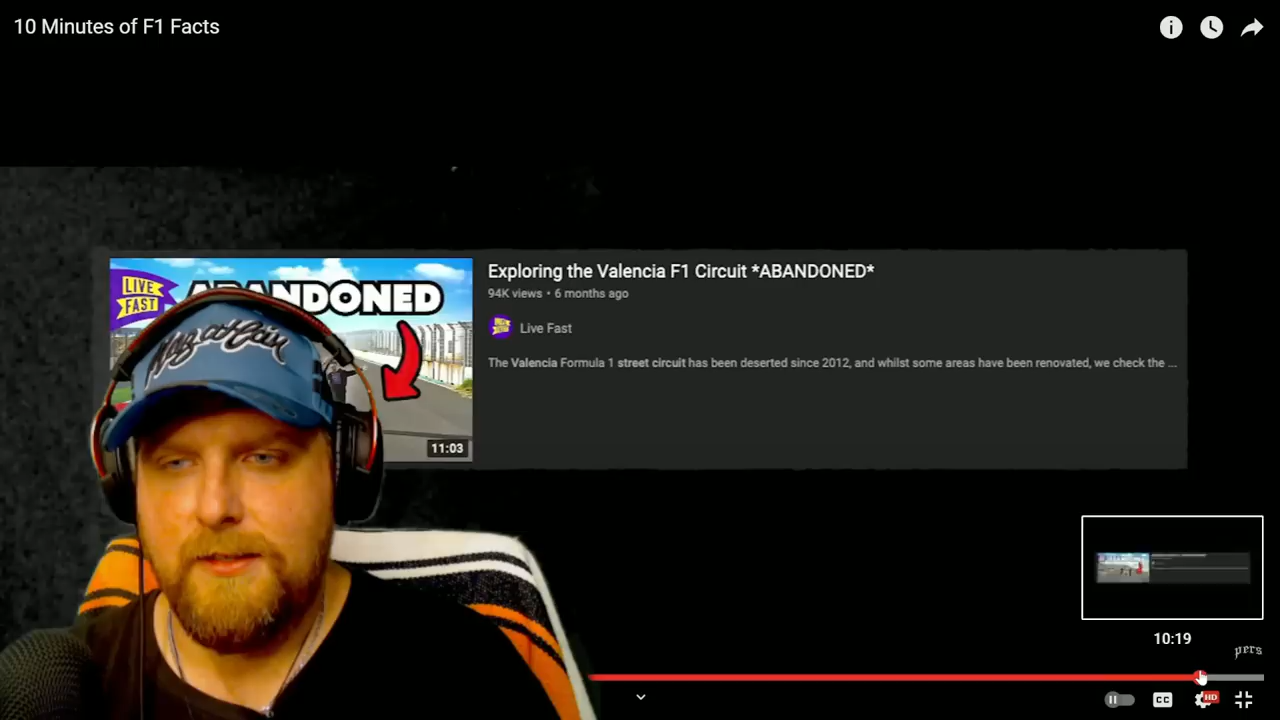 10 Minutes of F1 Facts
LIVE
FAST
ABANDONED
Exploring the Valencia F1 Circuit *ABANDONED*
94K views • 6 months ago
Live Fast
The Valencia Formula 1 street circuit has been deserted since 2012, and whilst some areas have been renovated, we check the ...
11:03
10:19
pers
CC
HD